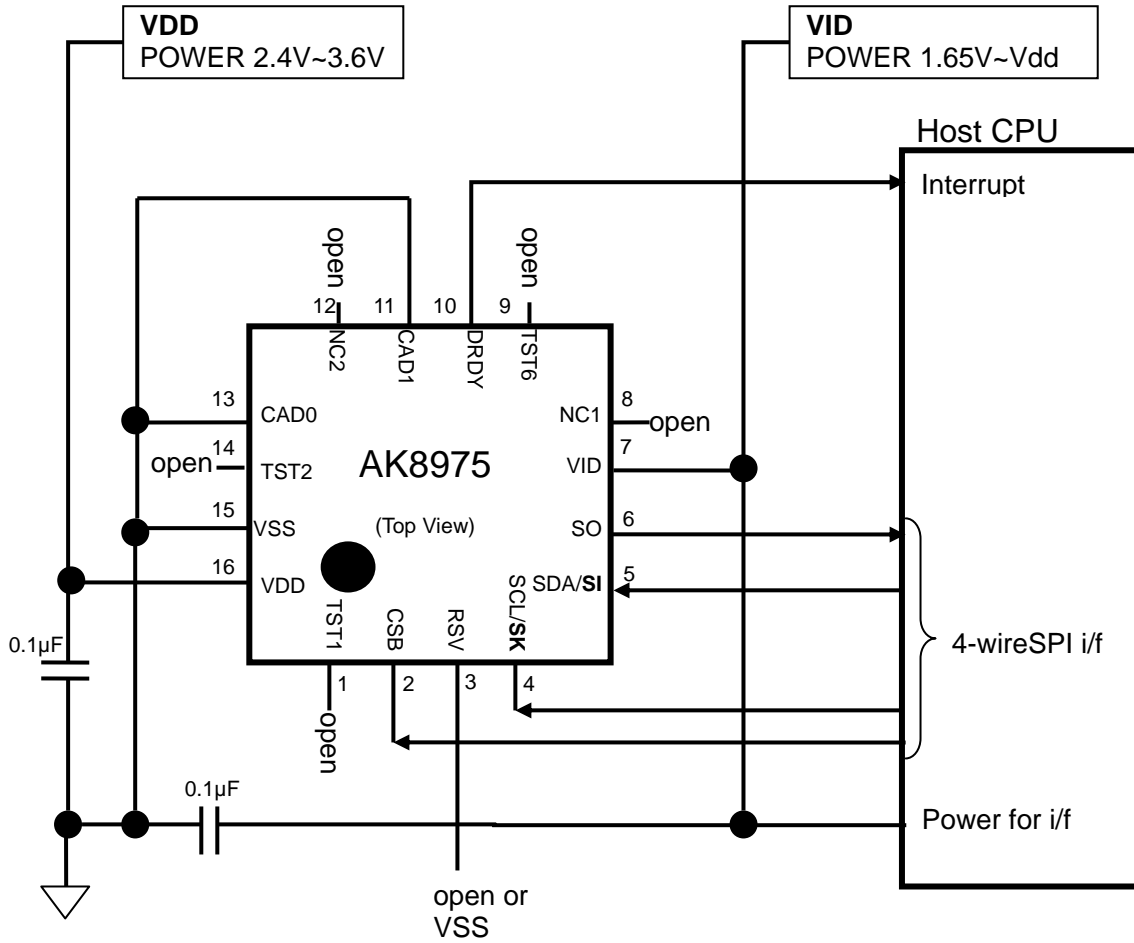 VDD
POWER 2.4V~3.6V
VID
POWER 1.65V~Vdd
Host CPU
Interrupt
open
open
12
11
10
9
NC2
CAD1
DRDY
TST6
13
CAD0
NC1
8
open
14
open
TST2
AK8975
VID
7
15
VSS
(Top View)
SO
6
16
VDD
SDA/SI
5
TST1
CSB
RSV
SCL/SK
0.1µF
4-wireSPI i/f
1
2
3
4
open
0.1µF
Power for i/f
open or
VSS